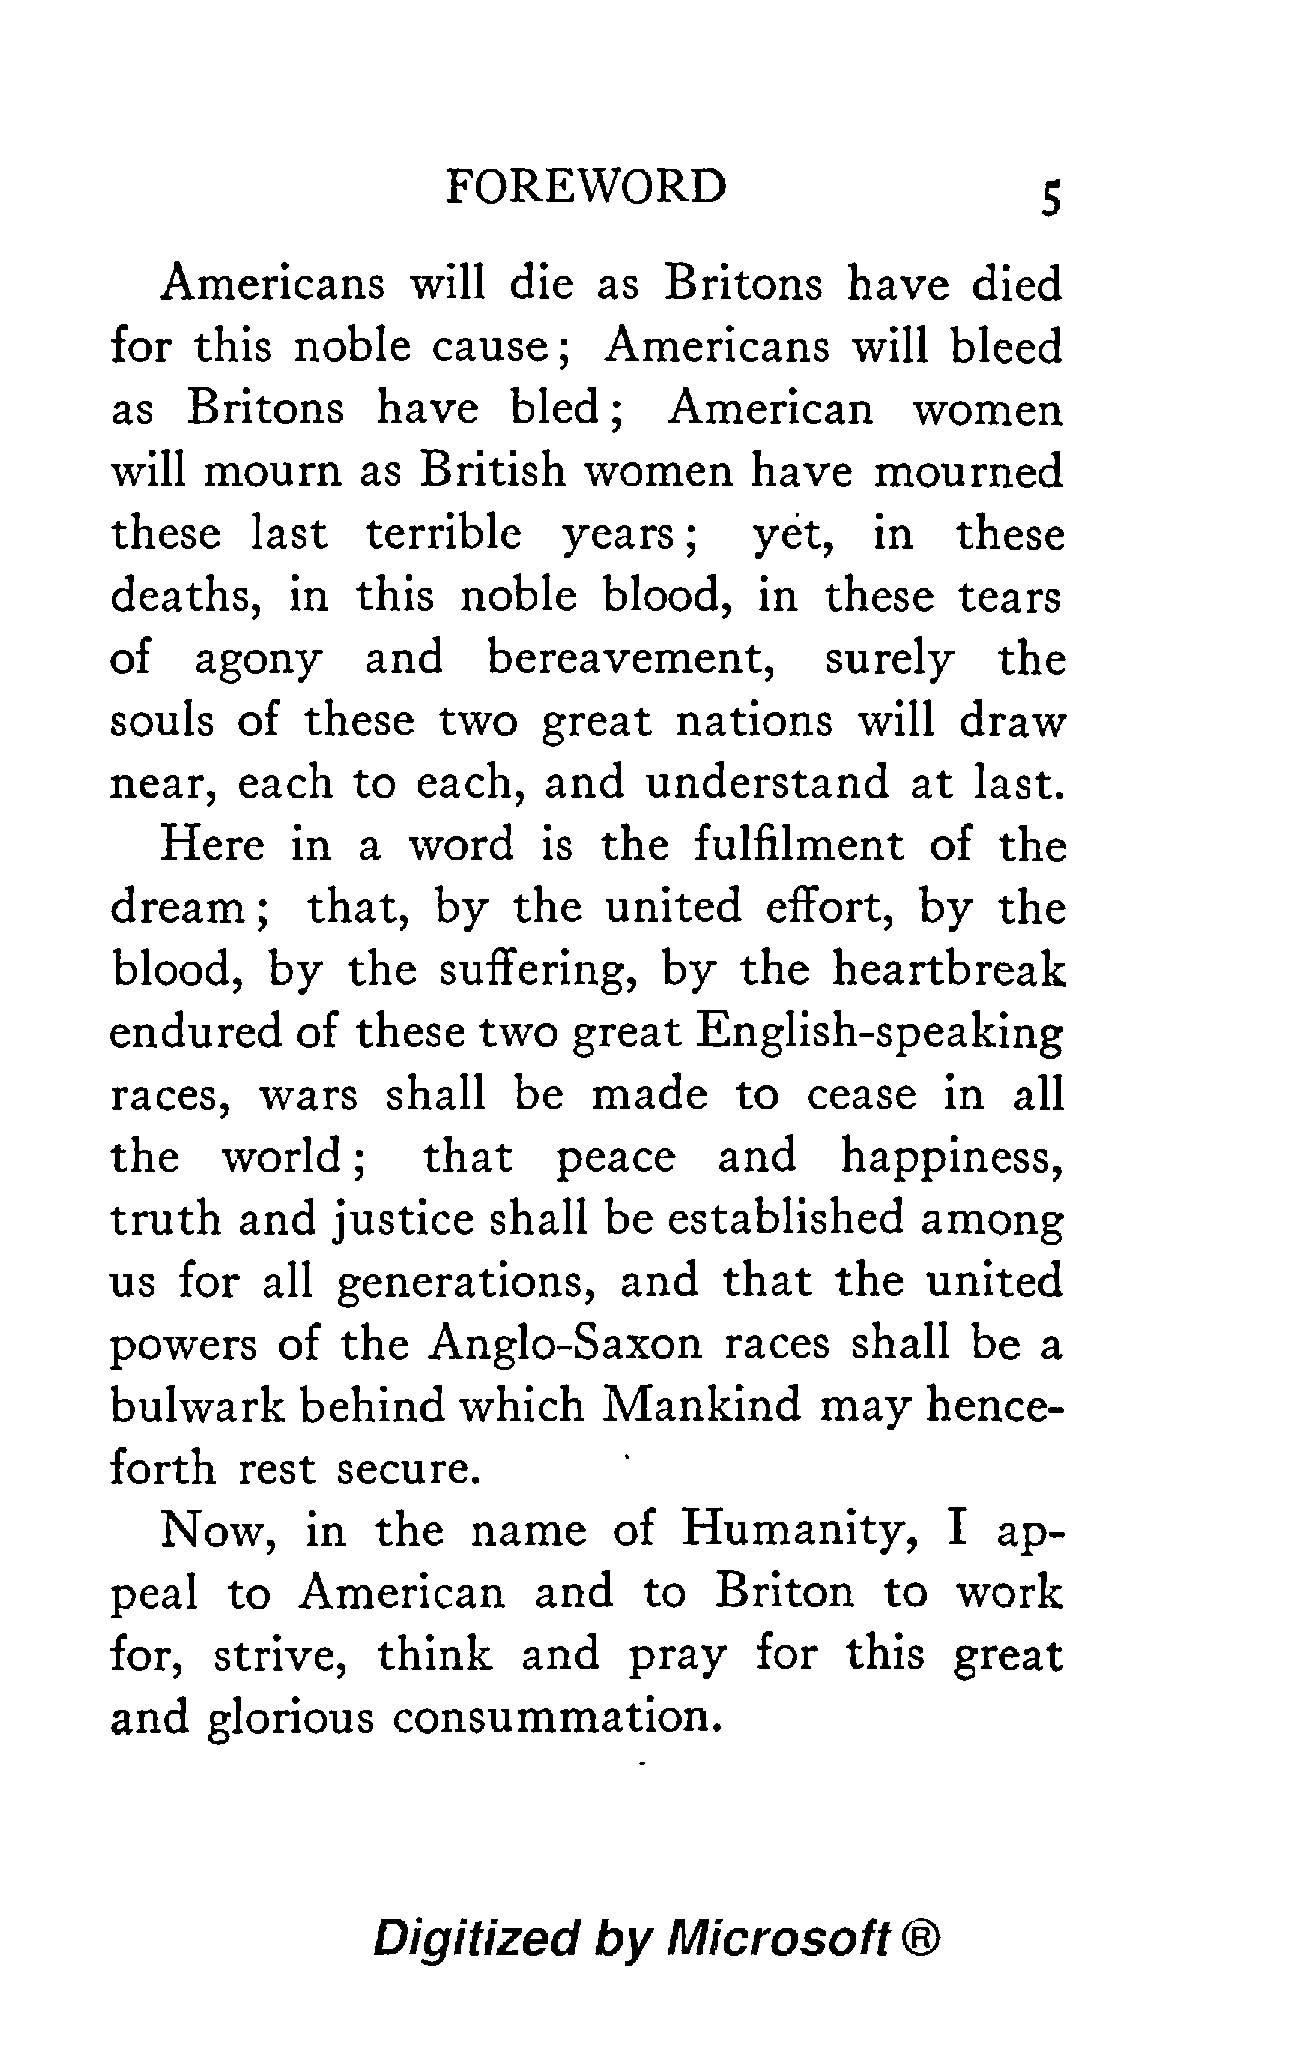 FOREWORD 5
Americans will die as Britons have died
for this noble cause; Americans will bleed
as Britons have bled; American women
will mourn as British women have mourned
these last terrible years; yet, in these
deaths, in this noble blood, in these tears
of agony and bereavement, surely the
souls of these two great nations will draw
near, each to each, and understand at last.
Here in a word is the fulfilment of the
dream; that, by the united effort, by the
blood, by the suffering, by the heartbreak
endured of these two great English-speaking
races, wars shall be made to cease in all
the world; that peace and happiness,
truth and justice shall be established among
us for all generations, and that the united
powers of the Anglo-Saxon races shall be a
bulwark behind which Mankind may hence-
forth rest secure.
Now, in the name of Humanity, I ap-
peal to American and to Briton to work
for, strive, think and pray for this great
and glorious consummation.
Digitized by Microsoft ®